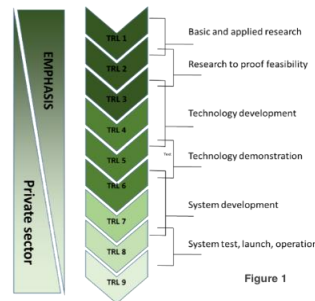 EMPHASIS
Private sector
TRL 1
TRL 2
TRL 3
TRL 4
TRL 5
TRL 6
TRL 7
TRL 8
TRL 9
Basic and applied research
Research to proof feasibility
Technology development
Text
Technology demonstration
System development
System test, launch, operation
Figure 1